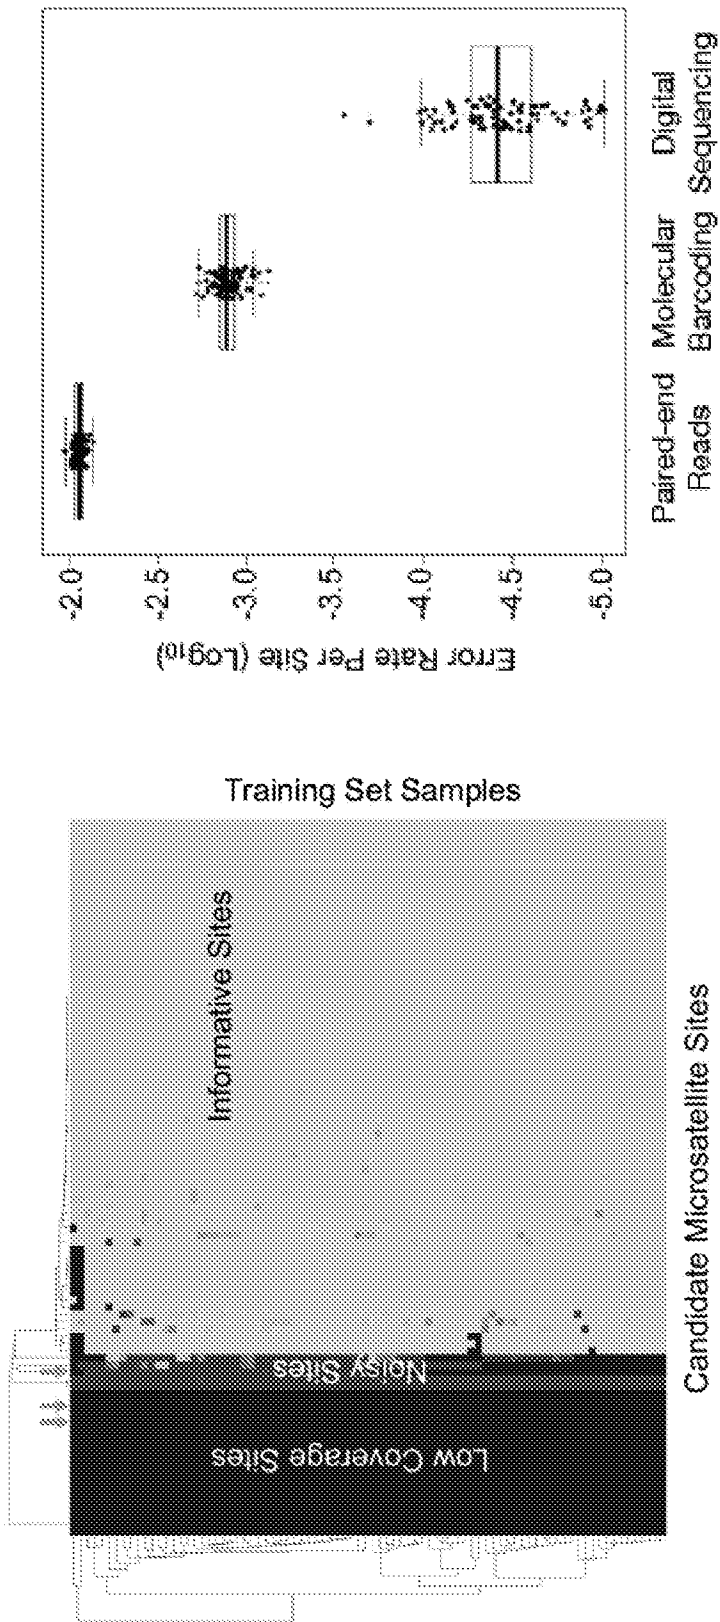 -2.0
-2.5
-3.0
-3.5
-4.0
-4.5
-5.0
Error Rate Per Site (Log10)
Paired-end
Reads
Molecular
Barcoding
Digital
Sequencing
Training Set Samples
Informative Sites
Noisy Sites
Low Coverage Sites
Candidate Microsatellite Sites